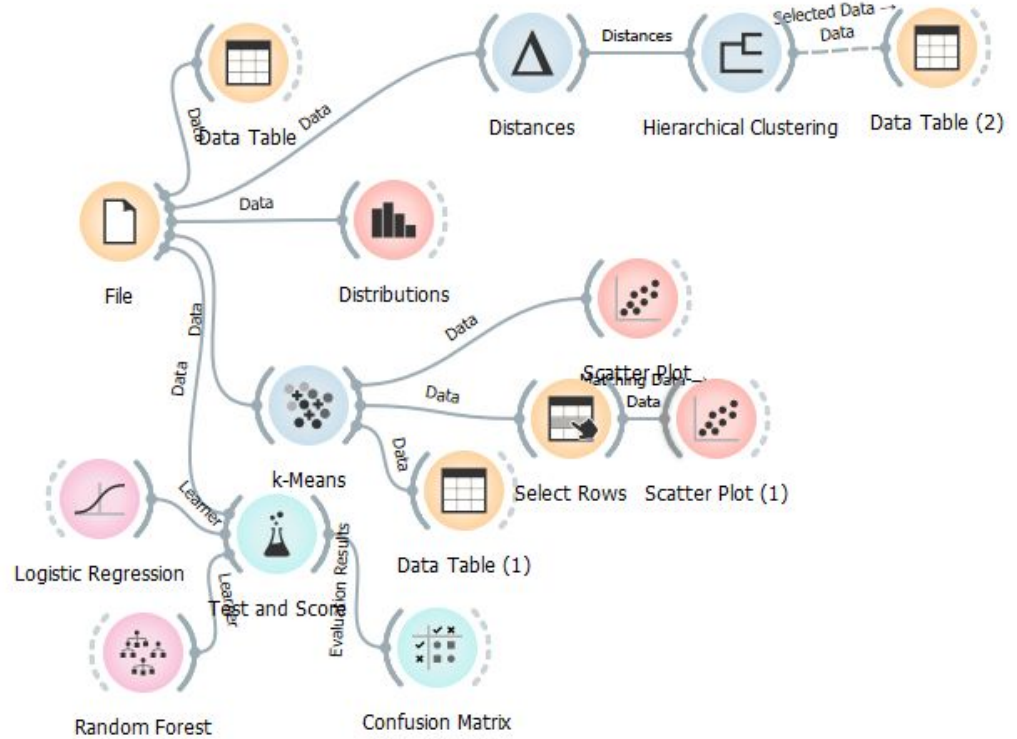 Selected Data →
Data
Distances
Data
Data
Data Table
Distances
Hierarchical Clustering
Data Table (2)
Data
File
Distributions
Data
Data
Data
Scatter Plot
Matching Data →
Data
Data
Data
k-Means
Select Rows
Scatter Plot (1)
Learner
Logistic Regression
Data Table (1)
Test and Score
Learner
Evaluation Results
Random Forest
Confusion Matrix